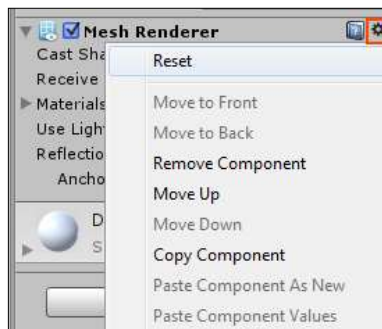 Mesh Renderer
Cast Sha
Reset
Receive
Materials
Move to Front
Use Ligh
Move to Back
Reflectio
Remove Component
Ancho
Move Up
D
Move Down
S
Copy Component
Paste Component As New
Paste Component Values